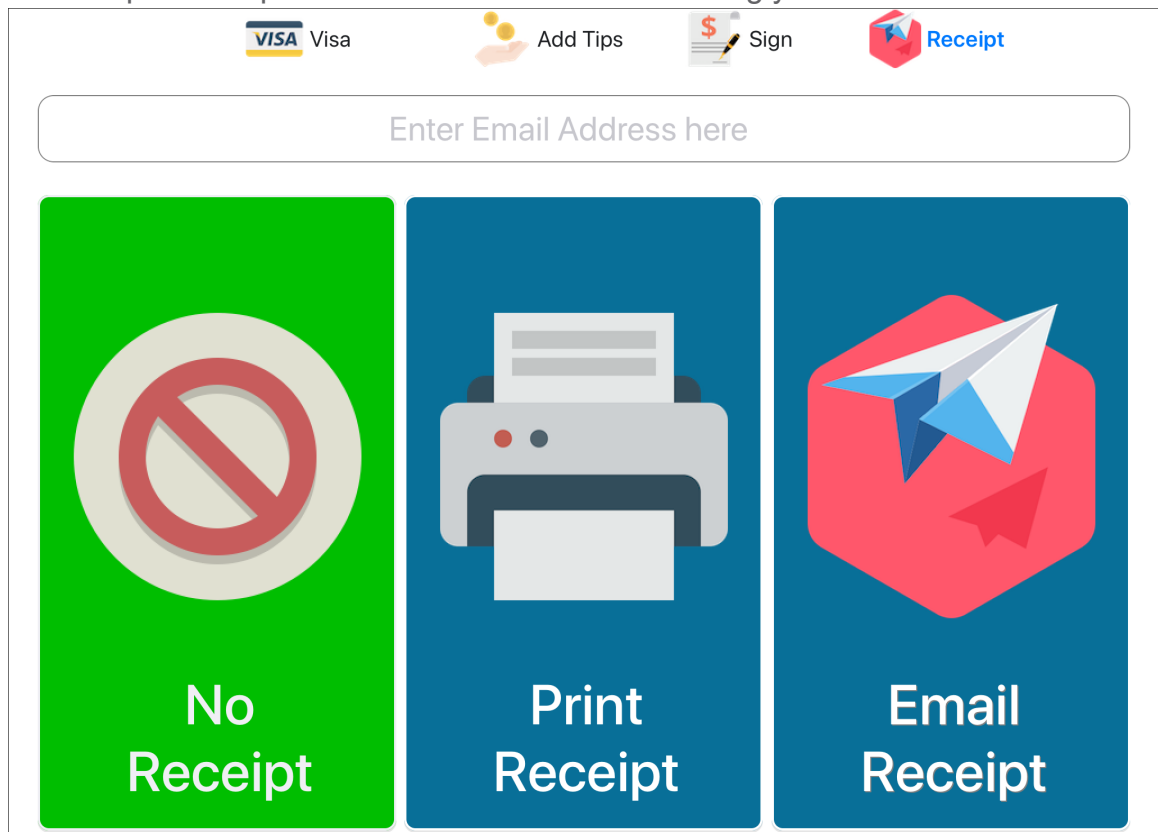 VISA Visa Add Tips $ Sign Receipt
Enter Email Address here
No Receipt
Print Receipt
Email Receipt